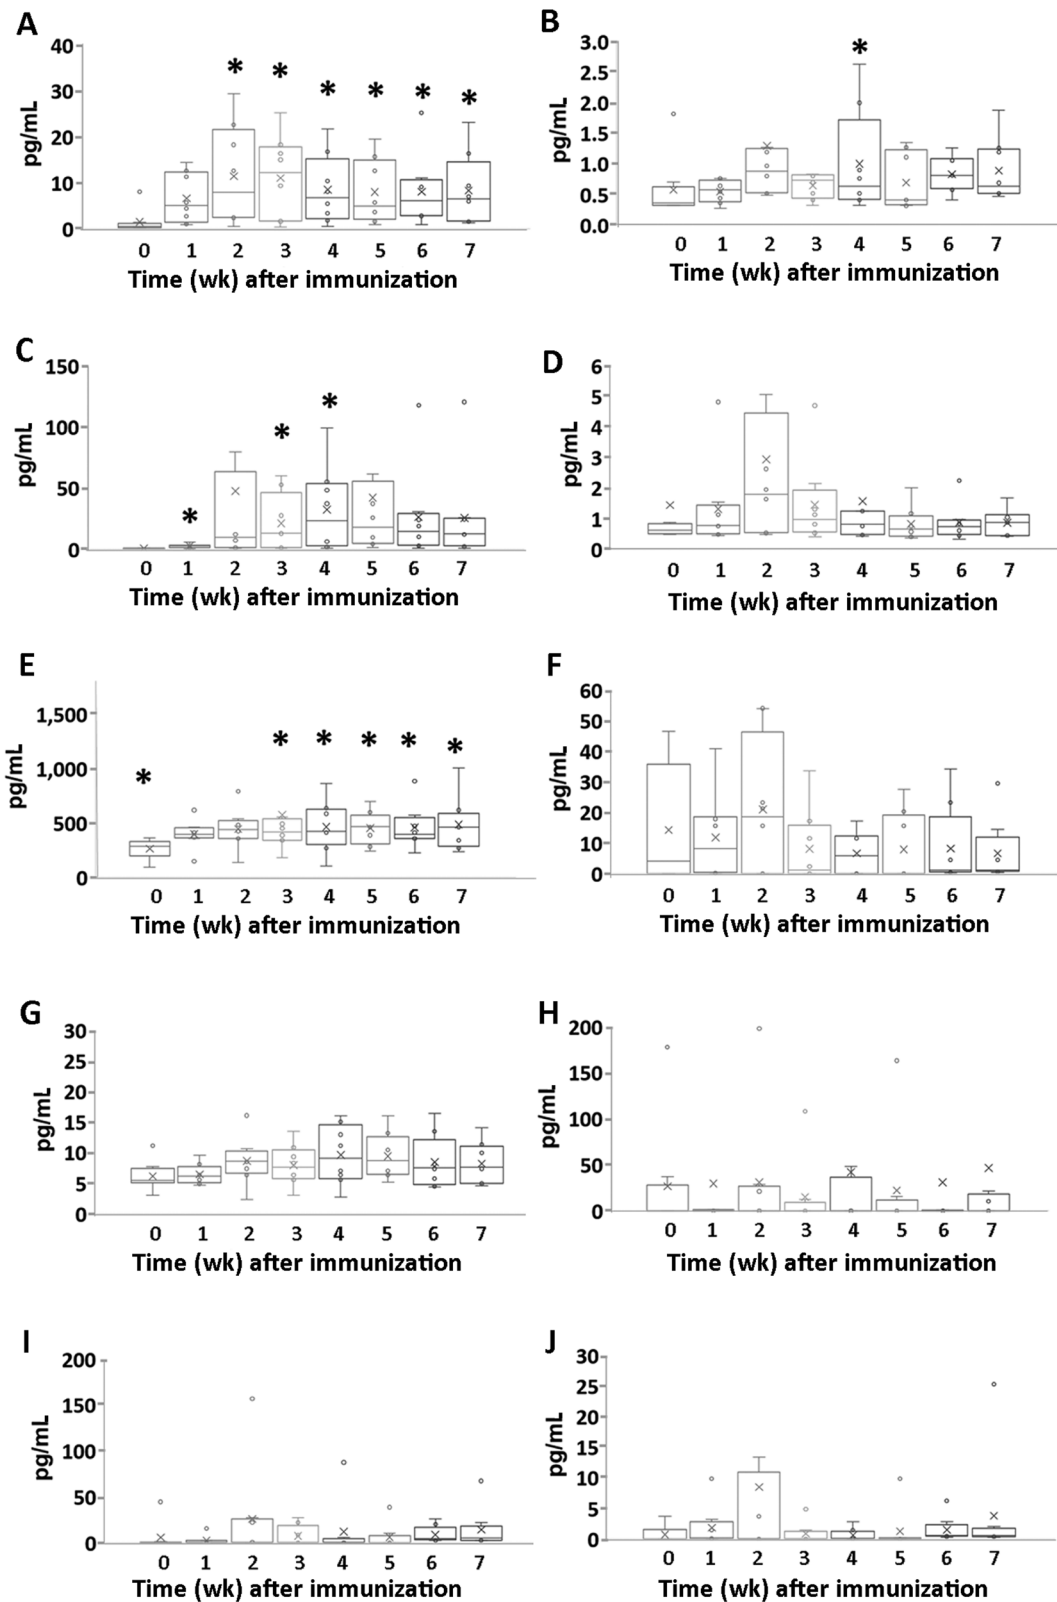 A
pg/mL
40
30
20
10
0
* * * * * *
0 1 2 3 4 5 6 7
Time (wk) after immunization
B
pg/mL
3.0
2.5
2.0
1.5
1.0
0.5
0.0
*
0 1 2 3 4 5 6 7
Time (wk) after immunization
C
pg/mL
150
100
50
0
* * *
0 1 2 3 4 5 6 7
Time (wk) after immunization
D
pg/mL
6
5
4
3
2
1
0
0 1 2 3 4 5 6 7
Time (wk) after immunization
E
pg/mL
1,500
1,000
500
0
* * * * * *
0 1 2 3 4 5 6 7
Time (wk) after immunization
F
pg/mL
60
50
40
30
20
10
0
0 1 2 3 4 5 6 7
Time (wk) after immunization
G
pg/mL
30
25
20
15
10
5
0
0 1 2 3 4 5 6 7
Time (wk) after immunization
H
pg/mL
200
150
100
50
0
0 1 2 3 4 5 6 7
Time (wk) after immunization
I
pg/mL
200
150
100
50
0
0 1 2 3 4 5 6 7
Time (wk) after immunization
J
pg/mL
30
25
20
15
10
5
0
0 1 2 3 4 5 6 7
Time (wk) after immunization